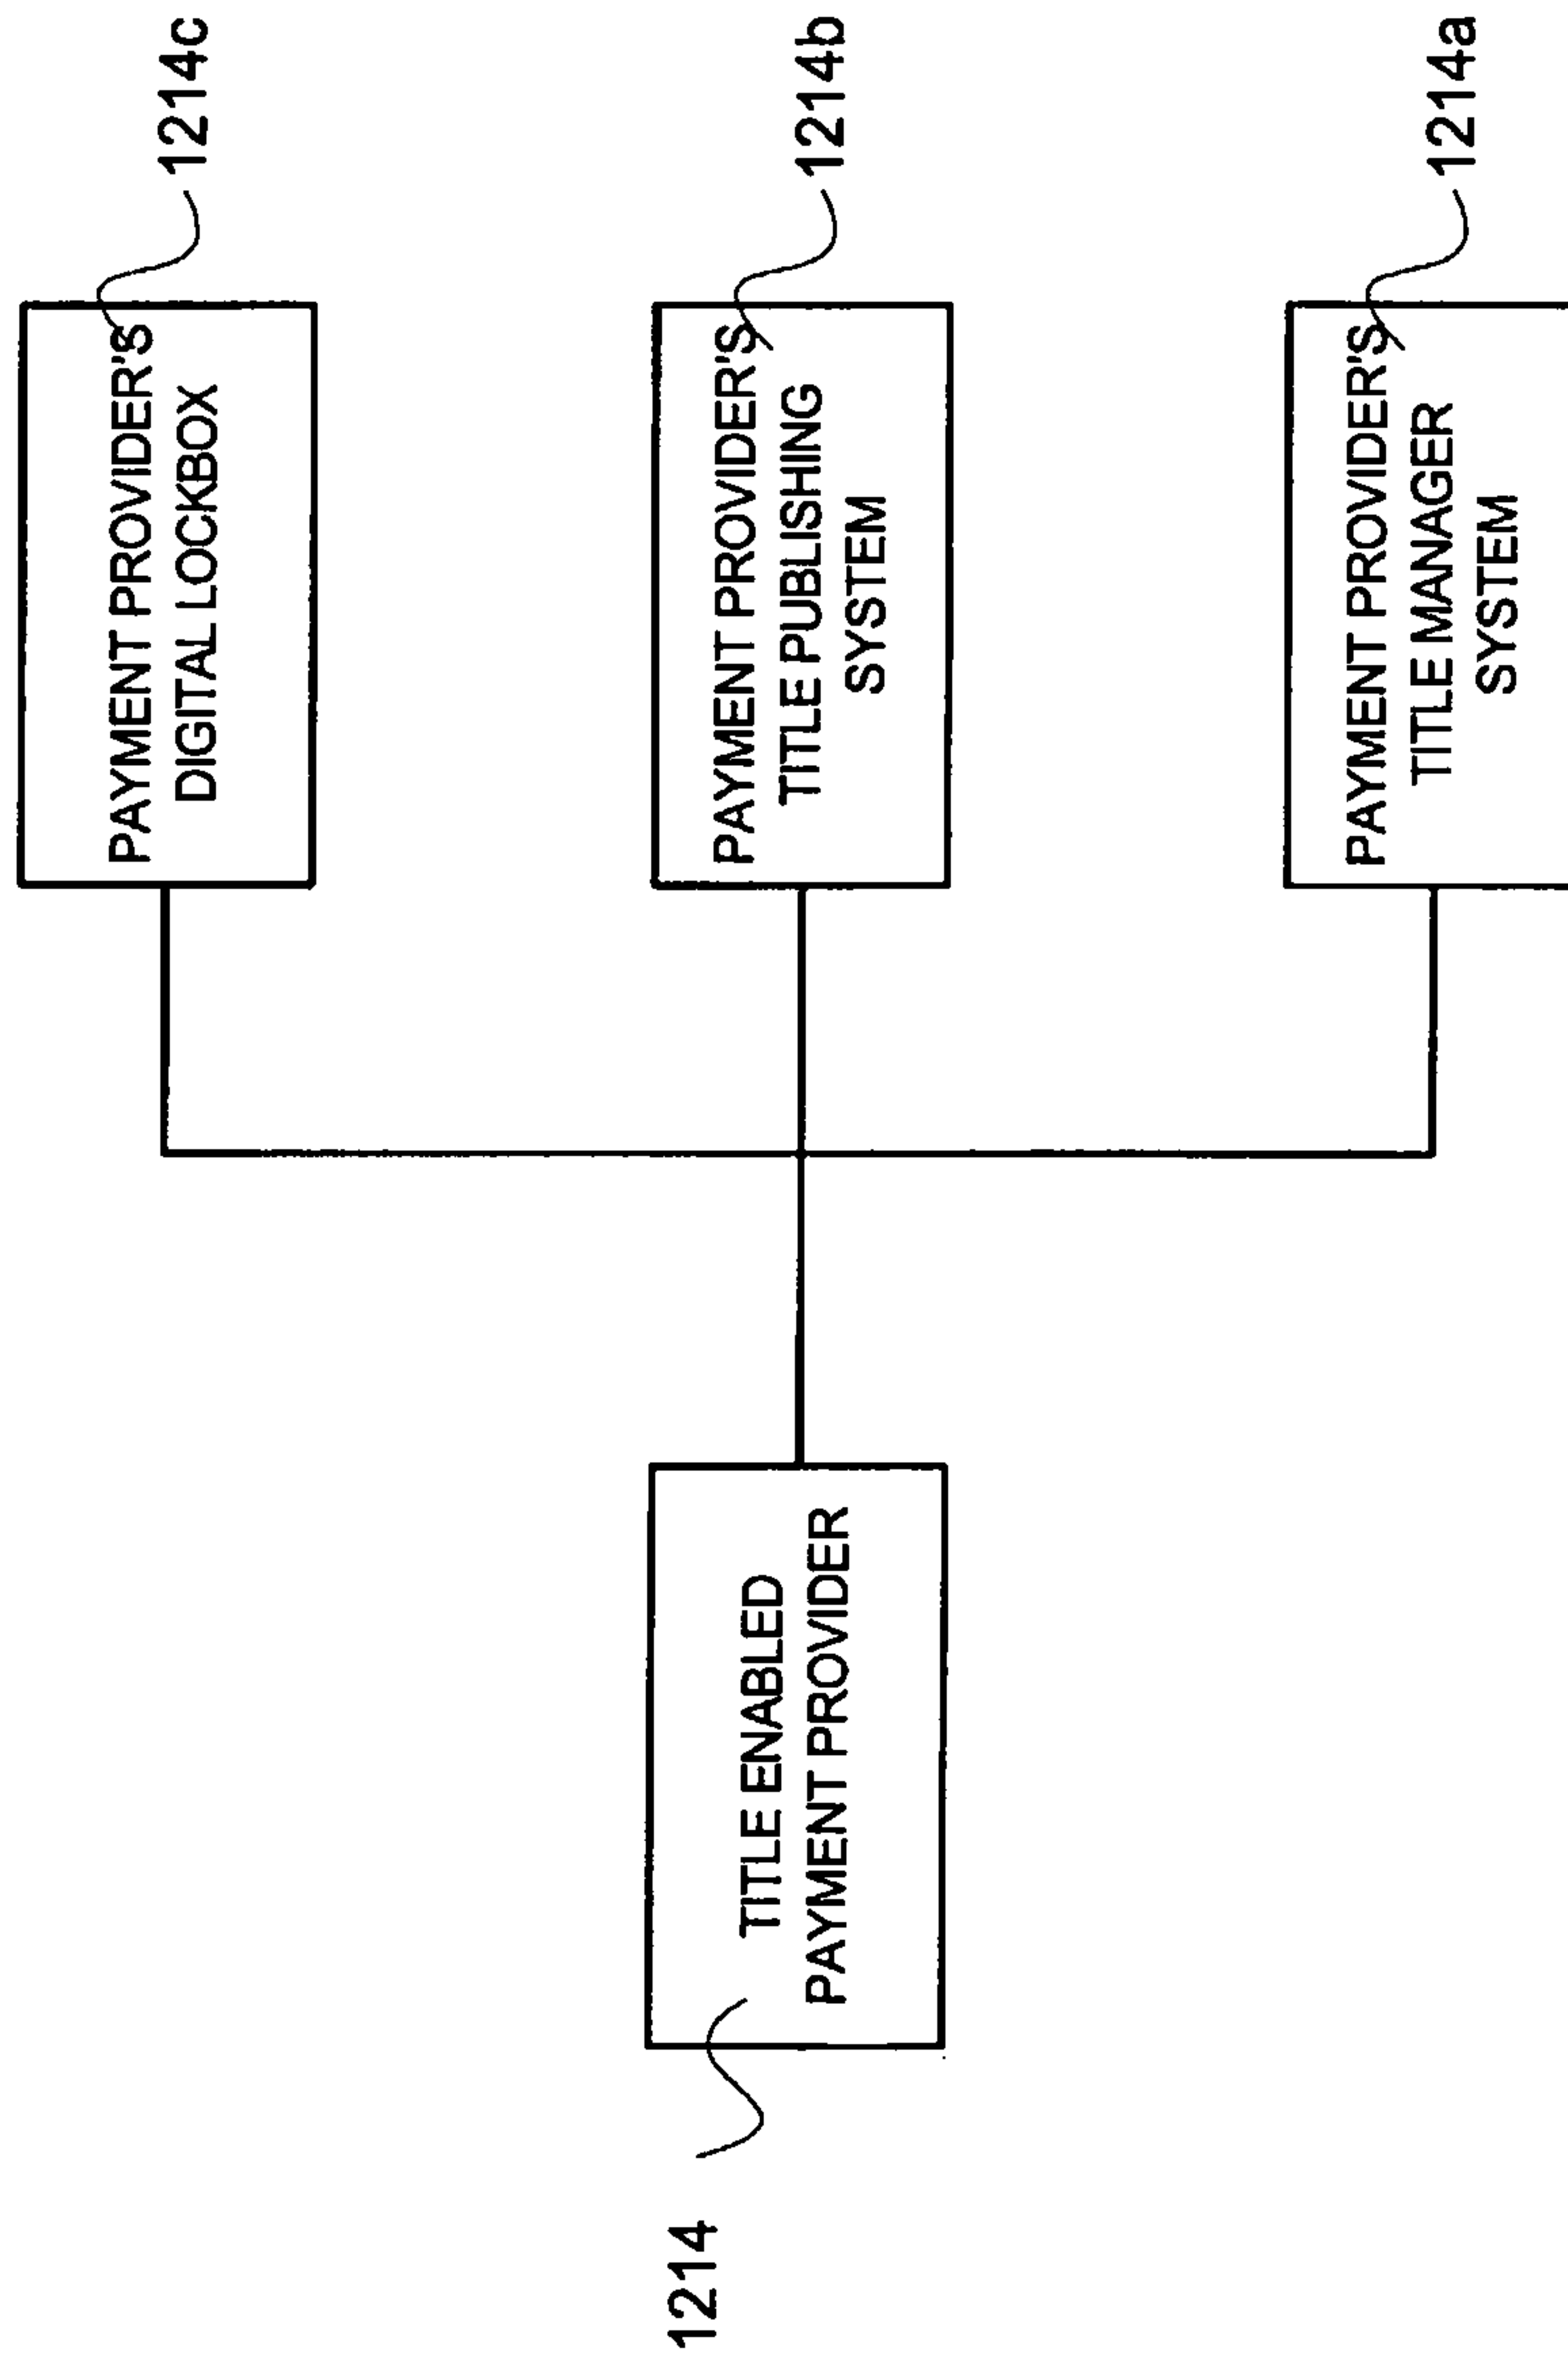 1214c
PAYMENT PROVIDER'S
DIGITAL LOCKBOX
1214b
PAYMENT PROVIDER'S
TITLE PUBLISHING
SYSTEM
1214a
PAYMENT PROVIDER'S
TITLE MANAGER
SYSTEM
TITLE ENABLED
PAYMENT PROVIDER
1214